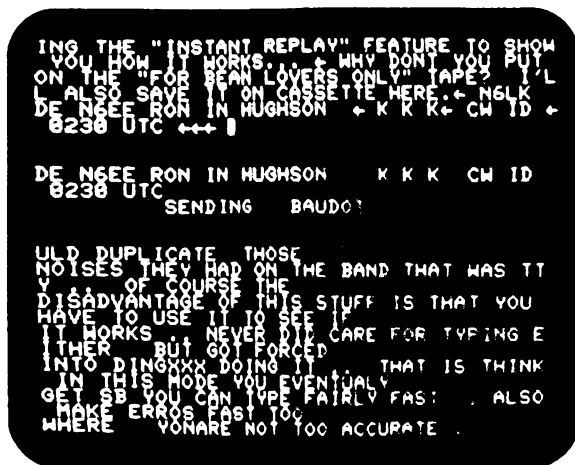 ING THE "INSTANT REPLAY" FEATURE TO SHOW
YOU HOW IT WORKS... ← WHY DONT YOU PUT
ON THE "FOR BEAN LOVERS ONLY" TAPE? I'L
L ALSO SAVE IT ON CASSETTE HERE.← N6LK
DE N6EE RON IN HUGHSON ← K K K← CW ID ←
0230 UTC ←←←
DE N6EE RON IN HUGHSON K K K CW ID
0230 UTC
SENDING BAUDOT
ULD DUPLICATE THOSE
NOISES THEY HAD ON THE BAND THAT WAS TT
Y .. OF COURSE THE
DISADVANTAGE OF THIS STUFF IS THAT YOU
HAVE TO USE IT TO SEE IF
IT WORKS .. NEVER DID CARE FOR TYPING E
ITHER BUT GOT FORCED
INTO DINGXXX DOING IT .. THAT IS THINK
IN THIS MODE YOU EVENTUALY
GET SB YOU CAN TYPE FAIRLY FAST . ALSO
MAKE ERROS FAST TOO
WHERE YONARE NOT TOO ACCURATE .